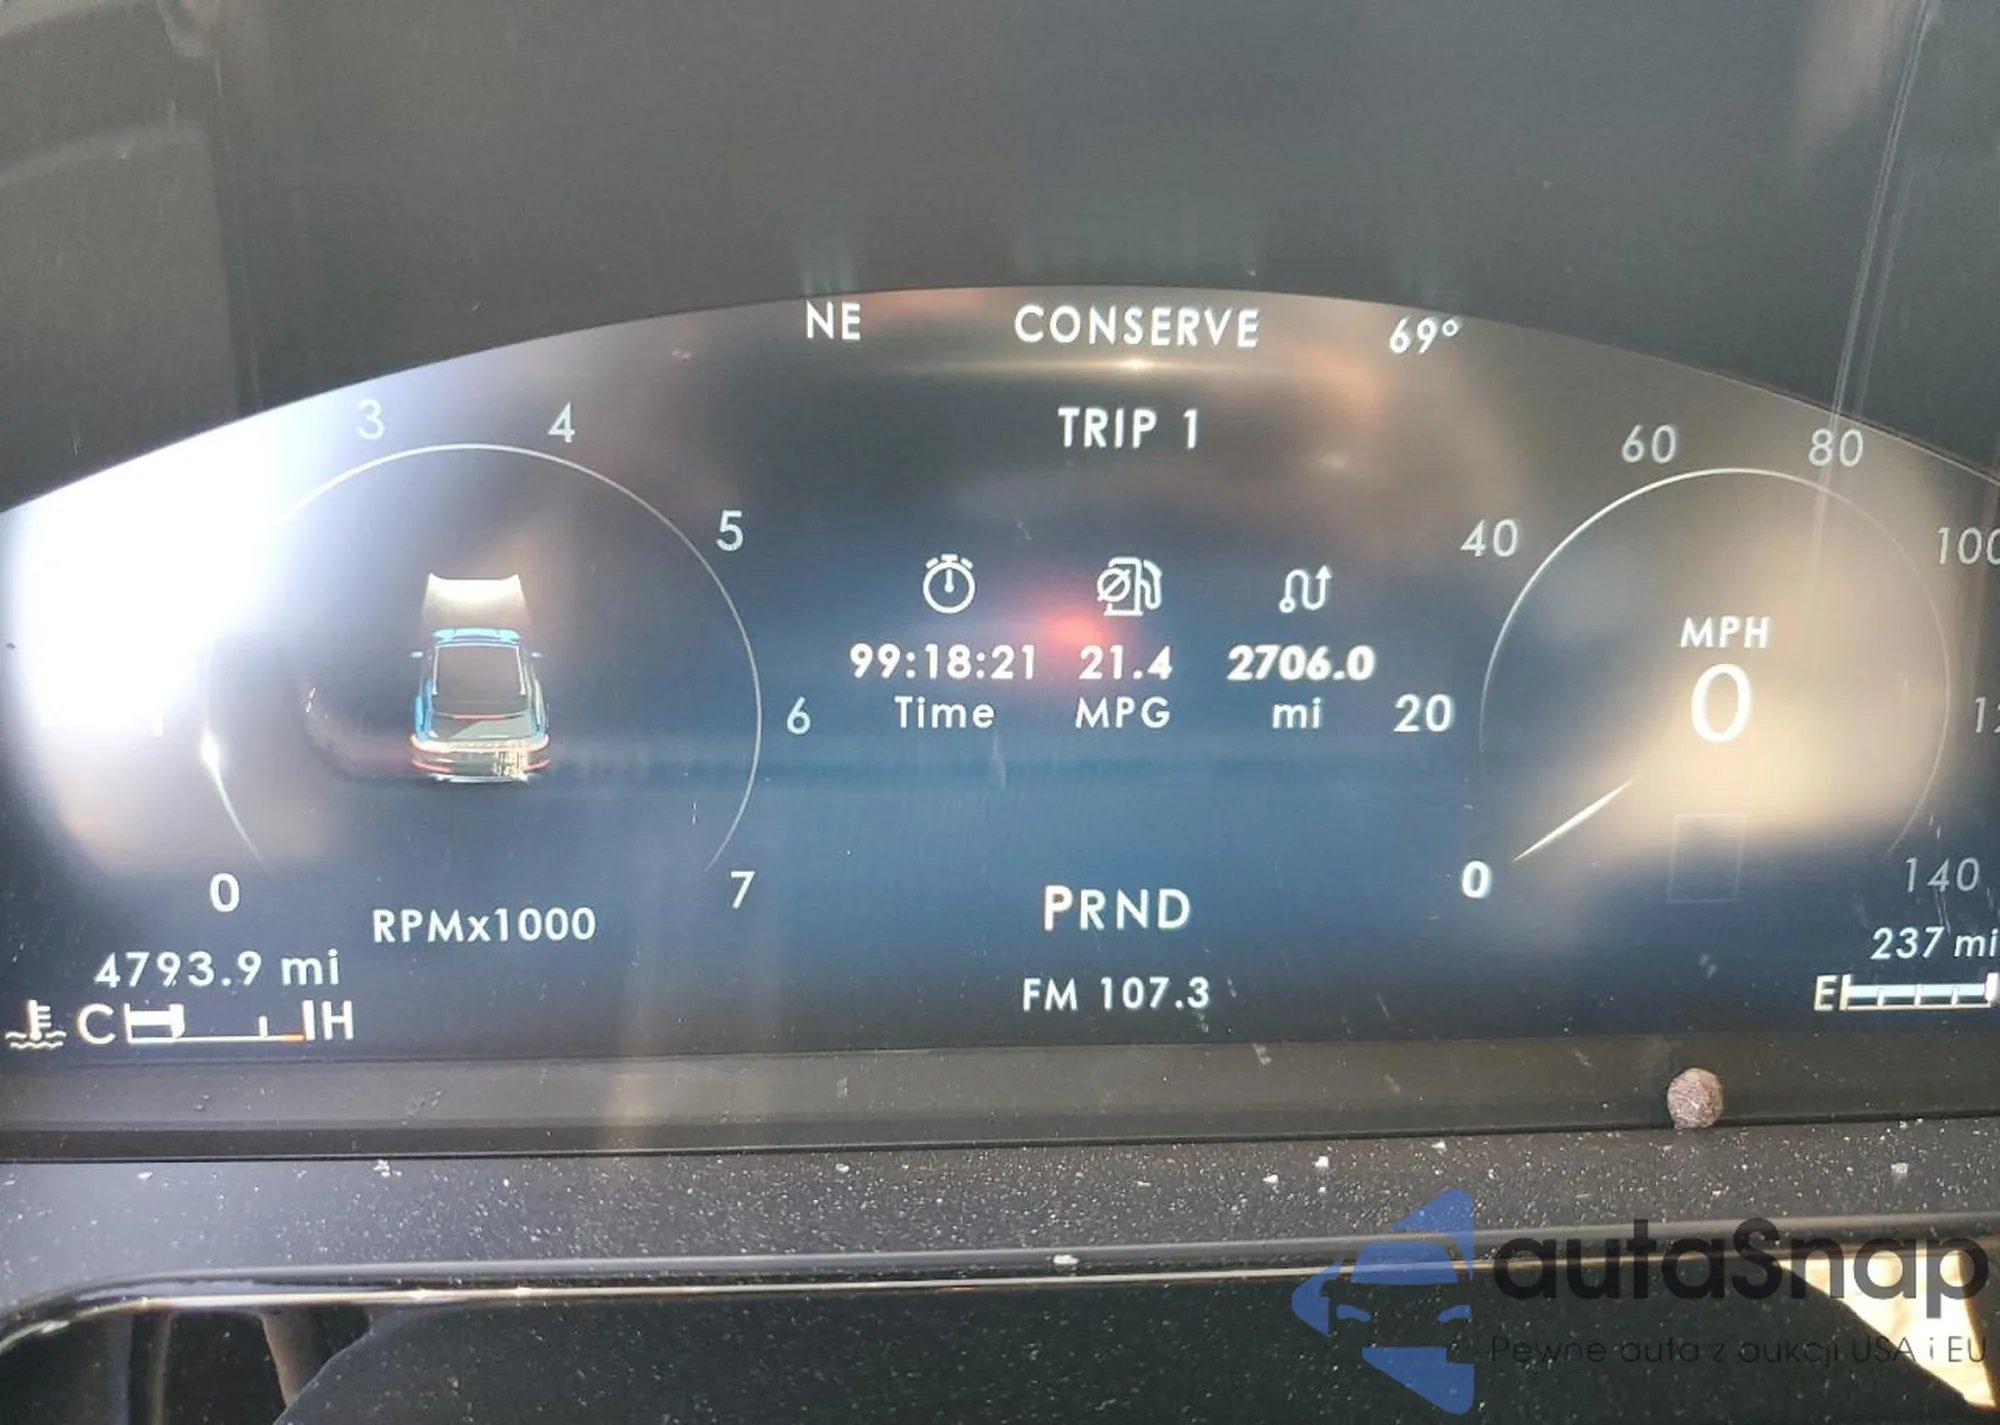 NE CONSERVE 69°
TRIP 1
3 4 60 80
5 40 100
MPH
99:18:21 21.4 2706.0
Time MPG mi
6 20 0
0 7 0 140
PRND
RPMx1000
4793.9 mi 237 mi
FM 107.3
C H E
autaSnap
Pewne auta z aukcji USA i EU